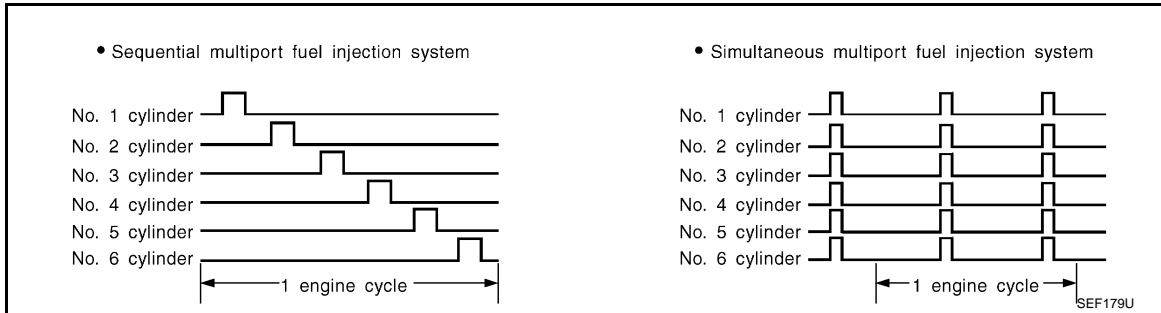 • Sequential multiport fuel injection system
No. 1 cylinder
No. 2 cylinder
No. 3 cylinder
No. 4 cylinder
No. 5 cylinder
No. 6 cylinder
1 engine cycle
• Simultaneous multiport fuel injection system
No. 1 cylinder
No. 2 cylinder
No. 3 cylinder
No. 4 cylinder
No. 5 cylinder
No. 6 cylinder
1 engine cycle
SEF179U